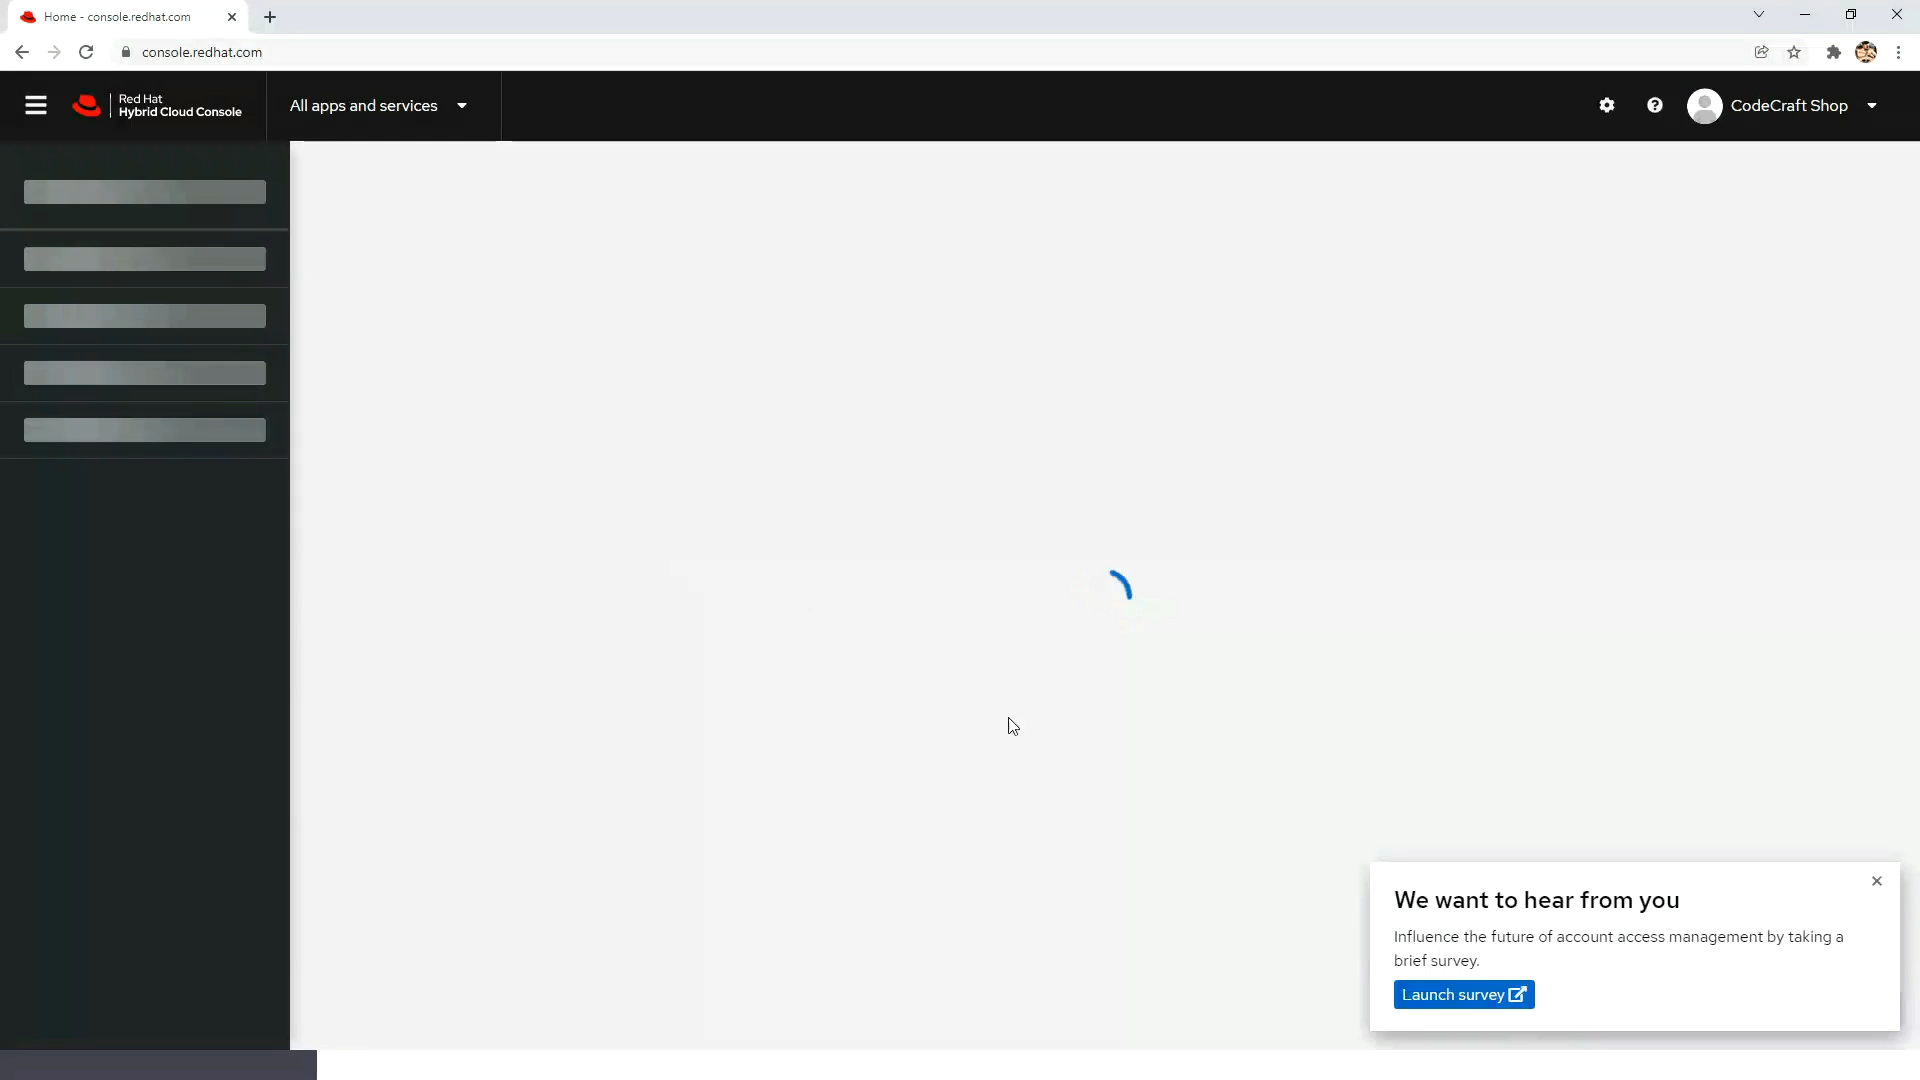 Home - console.redhat.com
console.redhat.com
Red Hat
Hybrid Cloud Console
All apps and services
CodeCraft Shop
We want to hear from you
Influence the future of account access management by taking a
brief survey.
Launch survey